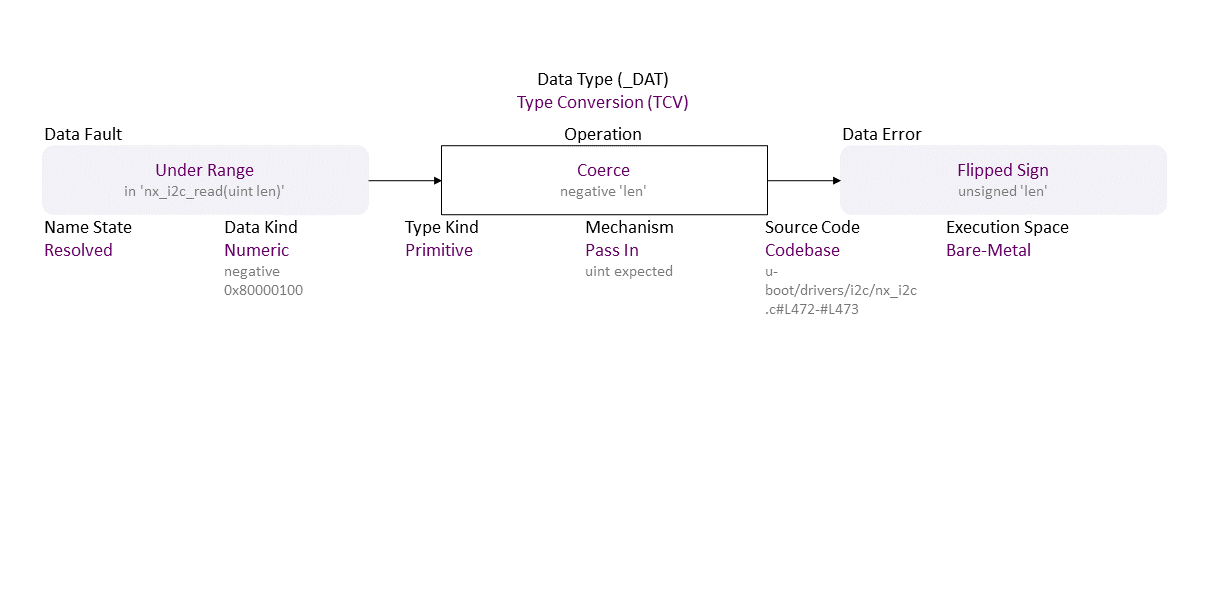 Data Type (_DAT)
Type Conversion (TCV)
Data Fault
Operation
Data Error
Under Range
in 'nx_i2c_read(uint len)'
Coerce
negative 'len'
Flipped Sign
unsigned 'len'
Name State
Resolved
Data Kind
Numeric
negative
0x80000100
Type Kind
Primitive
Mechanism
Pass In
uint expected
Source Code
Codebase
u-
boot/drivers/i2c/nx_i2c
.c#L472-#L473
Execution Space
Bare-Metal